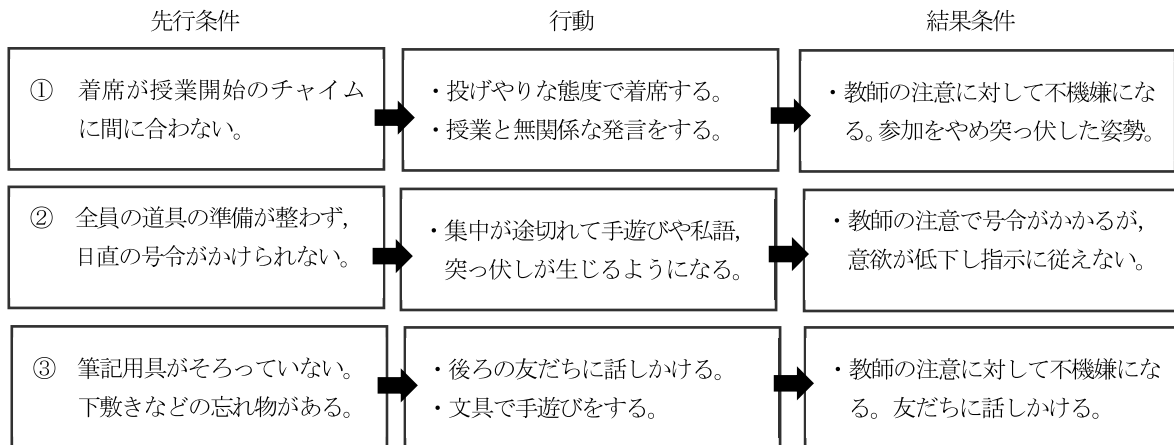 先行条件
行動
結果条件
① 着席が授業開始のチャイム
に間に合わない。
・投げやりな態度で着席する。
・授業と無関係な発言をする。
・教師の注意に対して不機嫌にな
る。参加をやめ突っ伏した姿勢。
② 全員の道具の準備が整わず,
日直の号令がかけられない。
・集中が途切れて手遊びや私語,
突っ伏しが生じるようになる。
・教師の注意で号令がかかるが,
意欲が低下し指示に従えない。
③ 筆記用具がそろっていない。
下敷きなどの忘れ物がある。
・後ろの友だちに話しかける。
・文具で手遊びをする。
・教師の注意に対して不機嫌にな
る。友だちに話しかける。